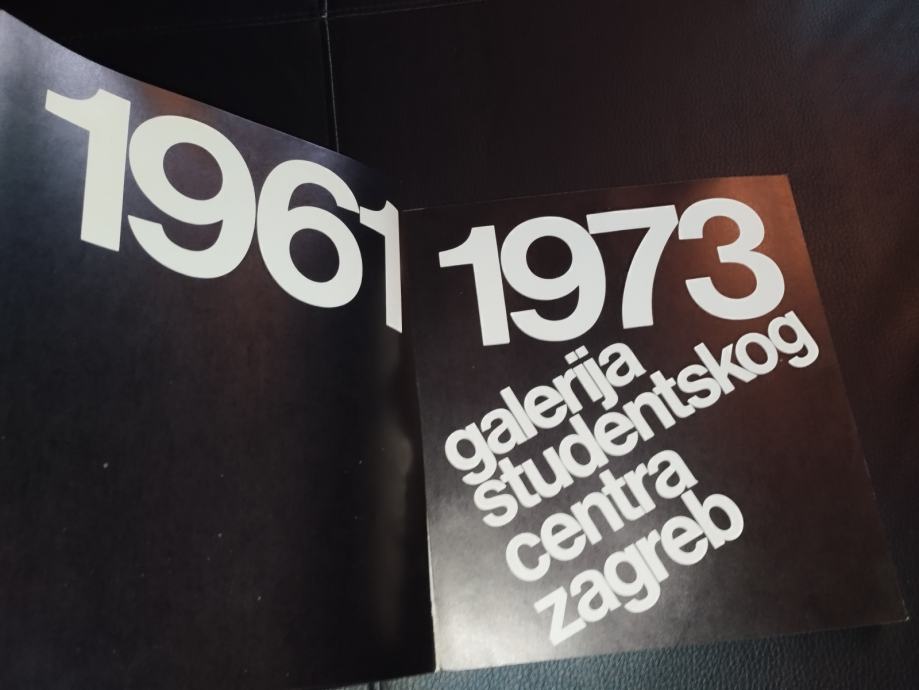 1961
1973
galerija
studentskog
centra
zagreb